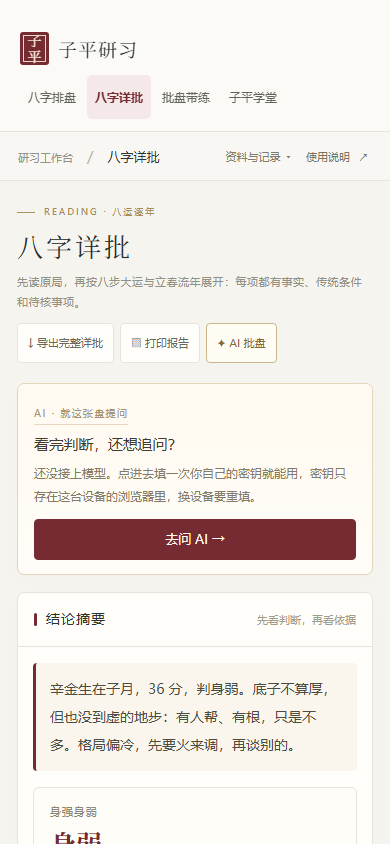 子平
子平研习
八字排盘 八字详批 批盘带练 子平学堂
研习工作台 / 八字详批 资料与记录 使用说明 ↗
READING · 八运逐年
八字详批
先读原局，再按八步大运与立春流年展开：每项都有事实、传统条件
和待核事项。
↓导出完整详批 打印报告 ✦ AI 批盘
AI · 就这张盘提问
看完判断，还想追问？
还没接上模型。点进去填一次你自己的密钥就能用，密钥只
存在这台设备的浏览器里，换设备要重填。
去问 AI →
结论摘要 先看判断，再看依据
辛金生在子月，36 分，判身弱。底子不算厚，
但也没到虚的地步：有人帮、有根，只是不
多。格局偏冷，先要火来调，再谈别的。
身强身弱
身弱